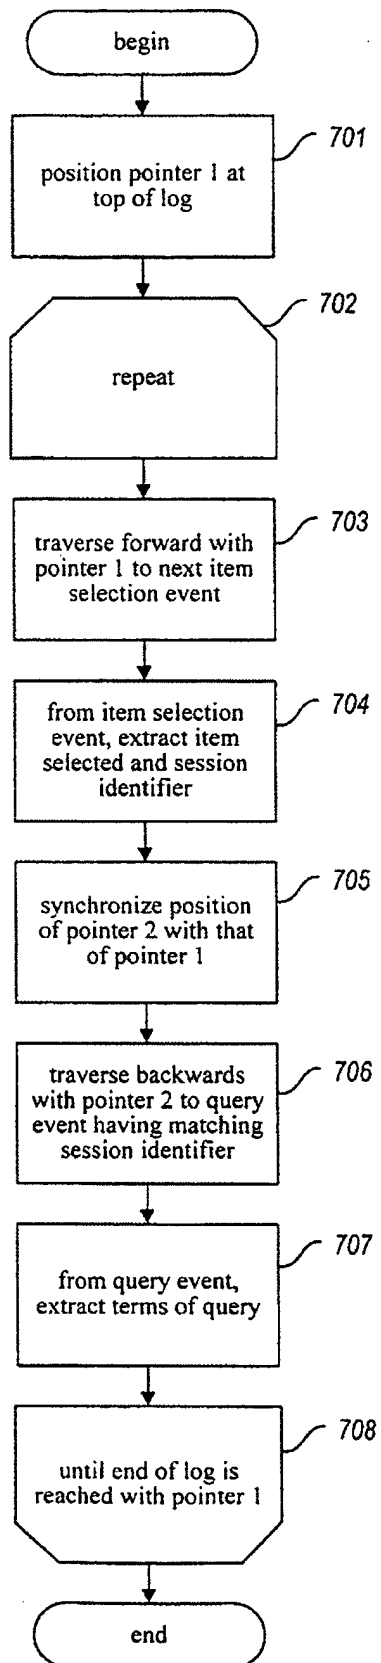 begin
701
position pointer 1 at
top of log
702
repeat
703
traverse forward with
pointer 1 to next item
selection event
704
from item selection
event, extract item
selected and session
identifier
705
synchronize position
of pointer 2 with that
of pointer 1
706
traverse backwards
with pointer 2 to query
event having matching
session identifier
707
from query event,
extract terms of query
708
until end of log is
reached with pointer 1
end